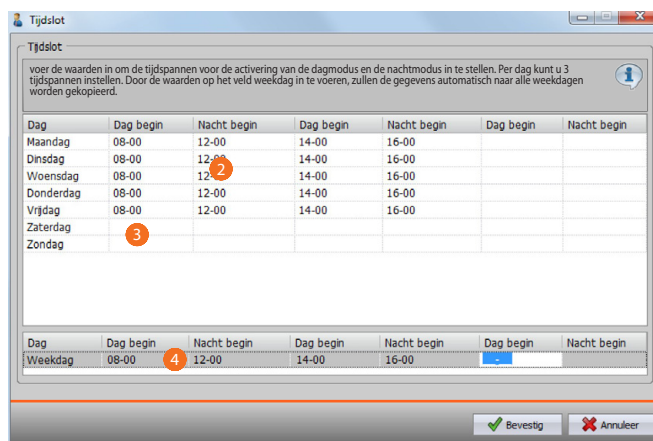 Tijdslot
Tijdslot
voer de waarden in om de tijdspannen voor de activering van de dagmodus en de nachtmodus in te stellen. Per dag kunt u 3
tijdspannen instellen. Door de waarden op het veld weekdag in te voeren, zullen de gegevens automatisch naar alle weekdagen
worden gekopieerd.
Dag Dag begin Nacht begin Dag begin Nacht begin Dag begin Nacht begin
Maandag 08-00 12-00 14-00 16-00
Dinsdag 08-00 12-00 14-00 16-00
2
Woensdag 08-00 12- 14-00 16-00
Donderdag 08-00 12-00 14-00 16-00
Vrijdag 08-00 12-00 14-00 16-00
Zaterdag
3
Zondag
Dag Dag begin Nacht begin Dag begin Nacht begin Dag begin Nacht begin
Weekdag 08-00 4 12-00 14-00 16-00 -
Bevestig Annuleer